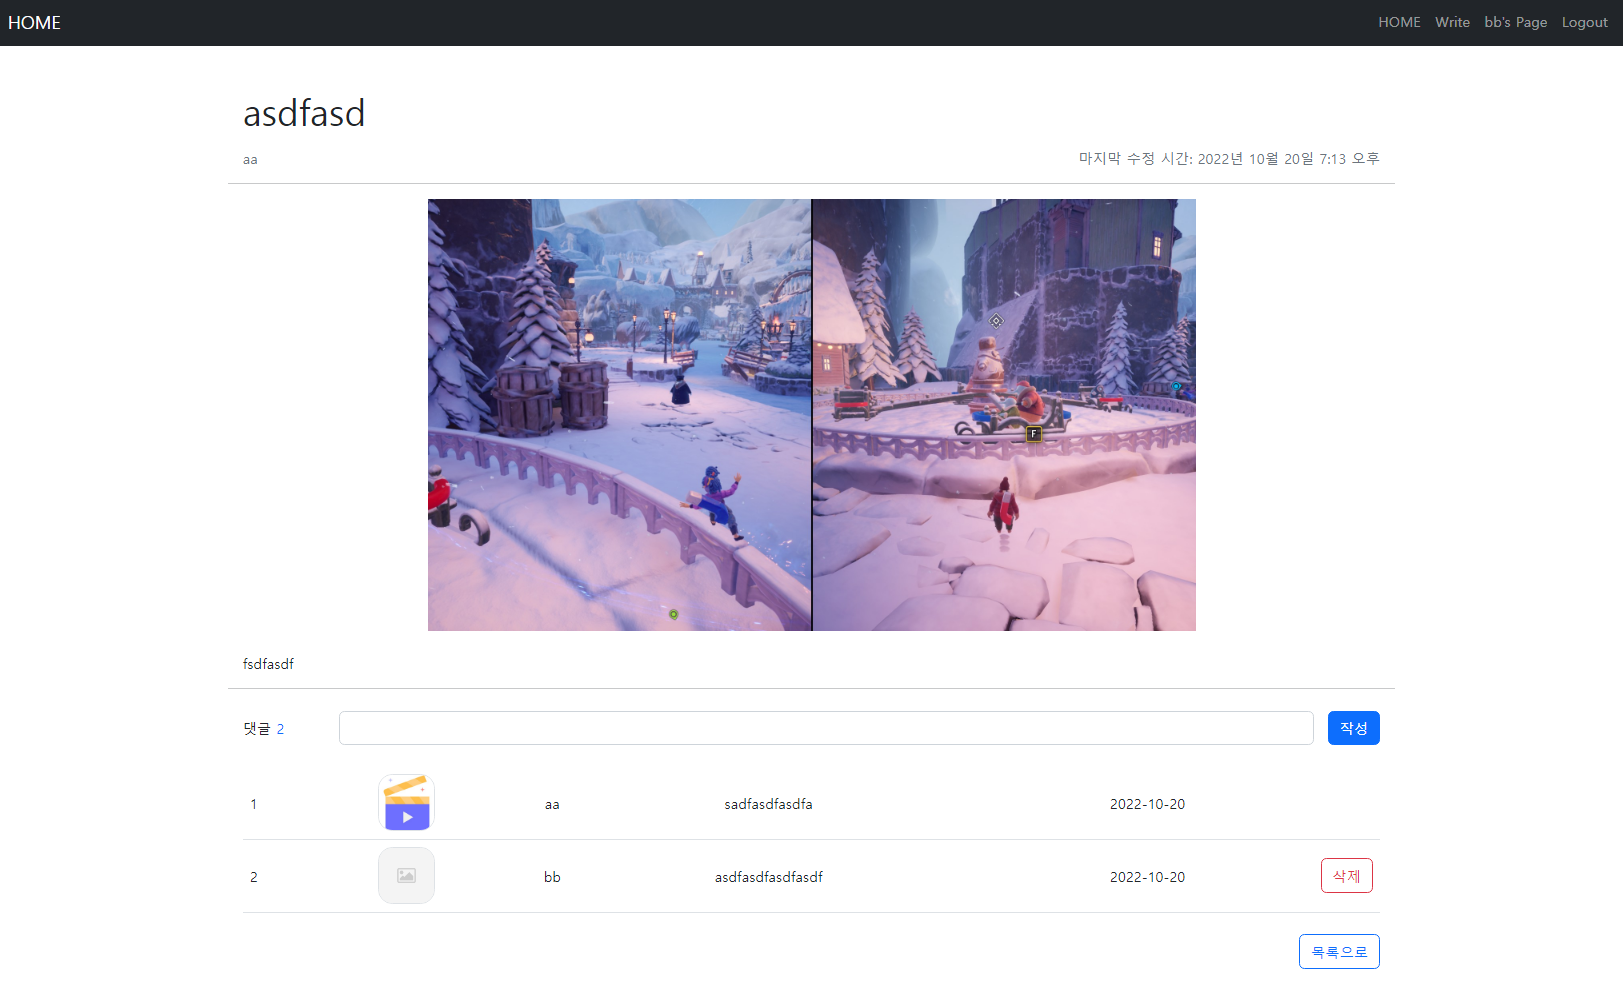 HOME HOME Write bb's Page Logout
asdfasd
aa 마지막 수정 시간: 2022년 10월 20일 7:13 오후
F
fsdfasdf
댓글 2 작성
1 aa sadfasdfasdfa 2022-10-20
2 bb asdfasdfasdfasdf 2022-10-20 삭제
목록으로